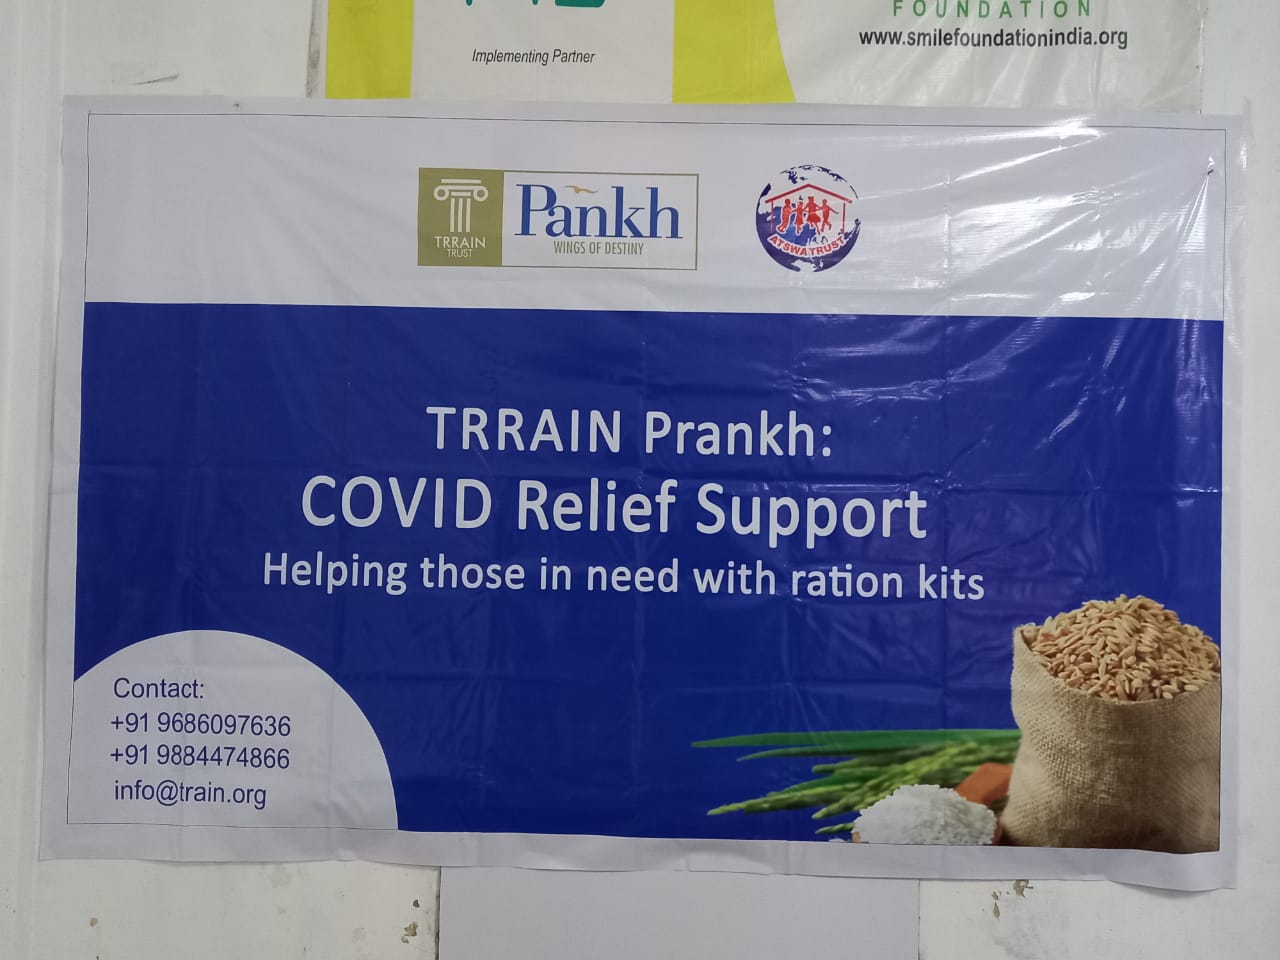 Implementing Partner
FOUNDATION
www.smilefoundationindia.org
TRRAIN
TRUST
Pankh
WINGS OF DESTINY
ATSWA TRUST
TRRAIN Prankh:
COVID Relief Support
Helping those in need with ration kits
Contact:
+91 9686097636
+91 9884474866
info@train.org